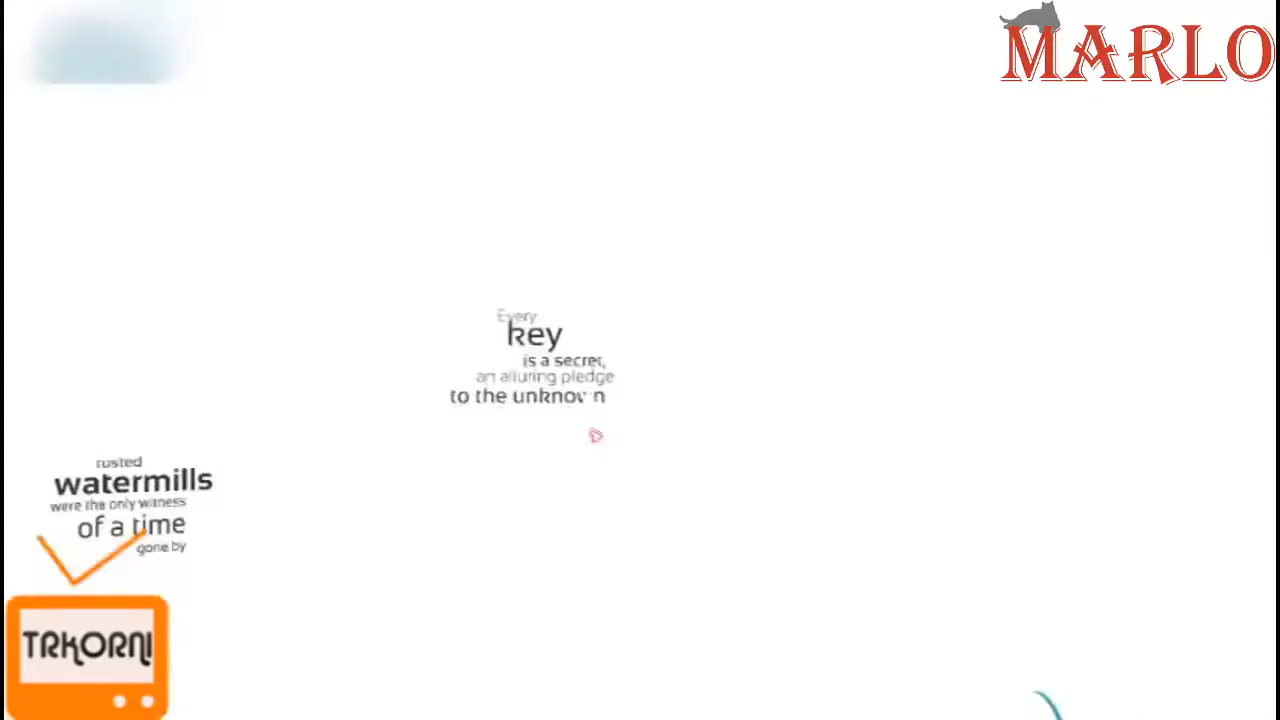 MARLO
Every
key
is a secret,
an alluring pledge
to the unknown
rusted
watermills
were the only witness
of a time
gone by
TRKORNI